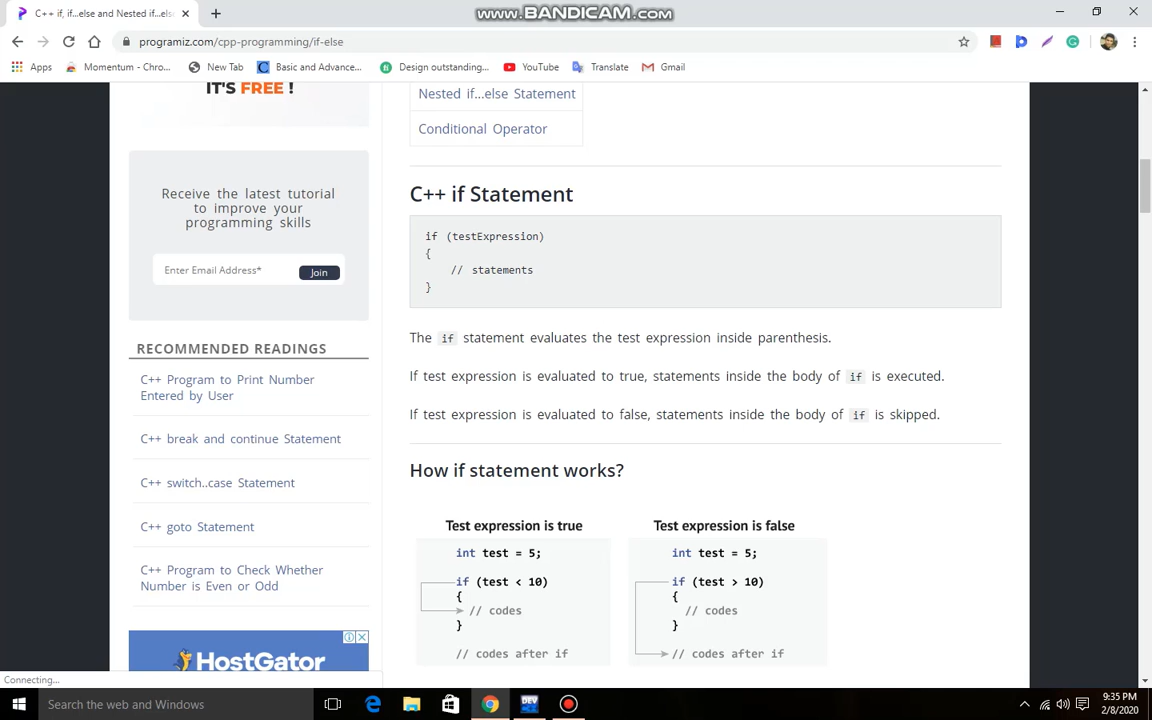 C++ if, if...else and Nested if...els
www.BANDICAM.com
programiz.com/cpp-programming/if-else
Apps
Momentum - Chro...
New Tab
Basic and Advance...
Design outstanding...
YouTube
Translate
Gmail
IT'S FREE !
Receive the latest tutorial
to improve your
programming skills
Enter Email Address*
Join
RECOMMENDED READINGS
C++ Program to Print Number
Entered by User
C++ break and continue Statement
C++ switch..case Statement
C++ goto Statement
C++ Program to Check Whether
Number is Even or Odd
HostGator
Nested if...else Statement
Conditional Operator
C++ if Statement
if (testExpression)
{
// statements
}
The if statement evaluates the test expression inside parenthesis.
If test expression is evaluated to true, statements inside the body of if is executed.
If test expression is evaluated to false, statements inside the body of if is skipped.
How if statement works?
Test expression is true
int test = 5;
if (test < 10)
{
// codes
}
// codes after if
Test expression is false
int test = 5;
if (test > 10)
{
// codes
}
// codes after if
Connecting...
Search the web and Windows
DEV
9:35 PM
2/8/2020